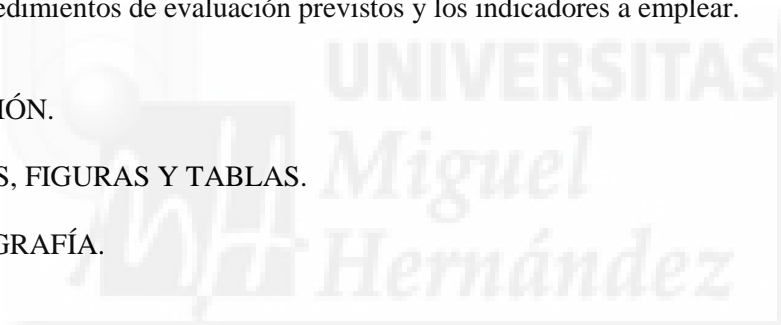 edimientos de evaluación previstos y los indicadores a emplear.
UNIVERSITAS
IÓN.
Miguel
S, FIGURAS Y TABLAS.
Hernández
GRAFÍA.